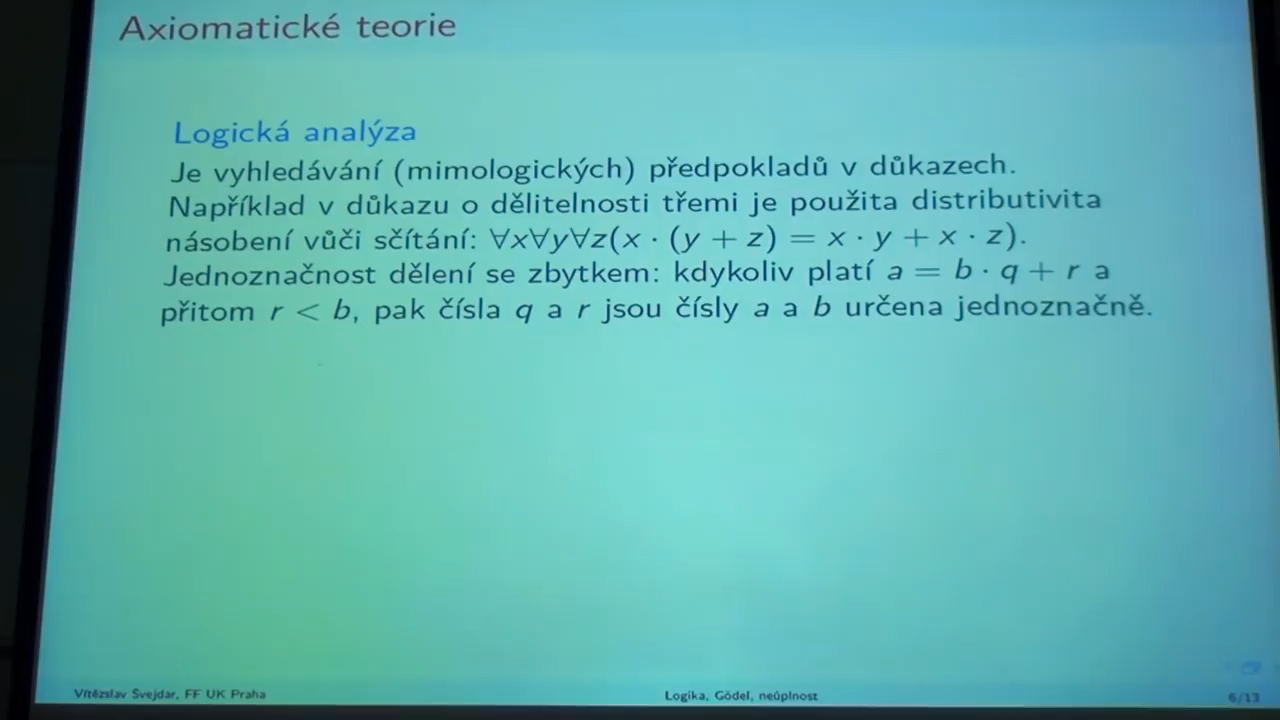 Axiomatické teorie
Logická analýza
Je vyhledávání (mimologických) předpokladů v důkazech.
Například v důkazu o dělitelnosti třemi je použita distributivita
násobení vůči sčítání: ∀x∀y∀z(x · (y + z) = x · y + x · z).
Jednoznačnost dělení se zbytkem: kdykoliv platí a = b · q + r a
přitom r < b, pak čísla q a r jsou čísly a a b určena jednoznačně.
Vítězslav Švejdar, FF UK Praha
Logika, Gödel, neúplnost
6/13